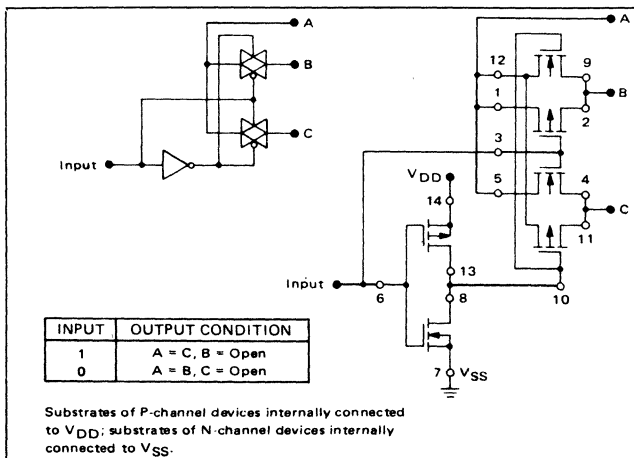 A
B
C
Input
A
12
9
1
B
2
3
5
4
C
11
VDD
14
13
Input
6
8
10
7
VSS
INPUT OUTPUT CONDITION
1 A = C, B = Open
0 A = B, C = Open
Substrates of P-channel devices internally connected
to VDD; substrates of N-channel devices internally
connected to VSS.